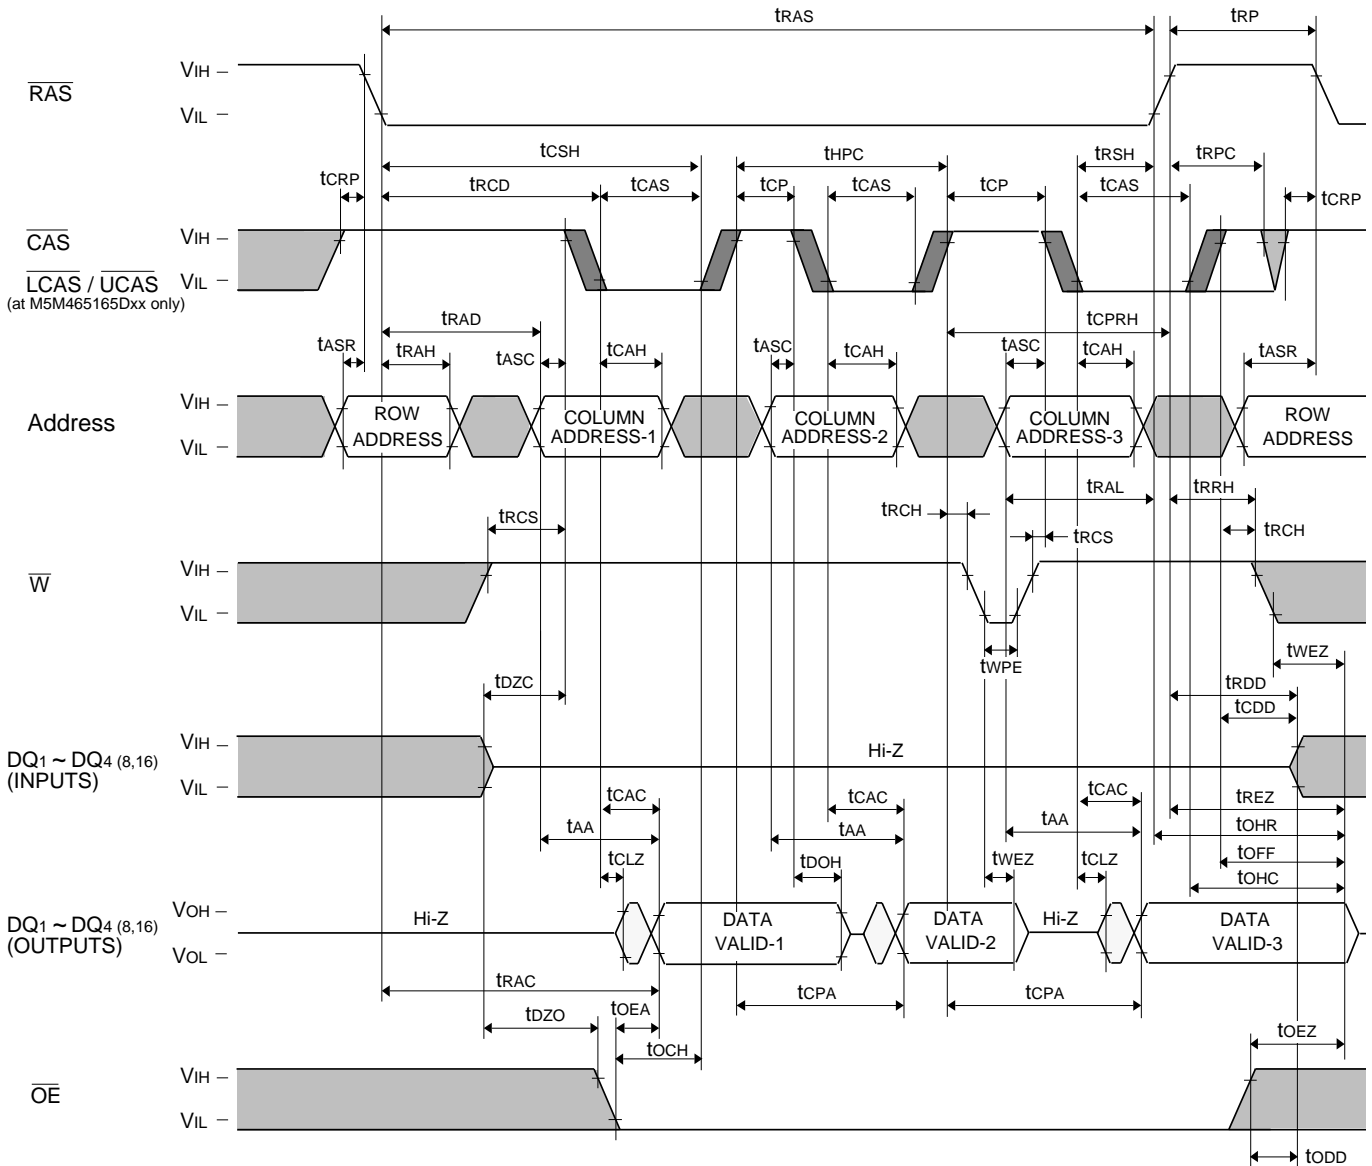 tRAS tRP
RAS VIH
VIL
tCSH tHPC tRSH tRPC
tCRP tRCD tCAS tCP tCAS tCP tCAS tCRP
CAS VIH
LCAS / UCAS VIL
(at M5M465165Dxx only)
tRAD tCPRH
tASR tRAH tASC tCAH tASC tCAH tASC tCAH tASR
Address VIH
VIL
ROW ADDRESS
COLUMN ADDRESS-1
COLUMN ADDRESS-2
COLUMN ADDRESS-3
ROW ADDRESS
tRAL tRRH
tRCS tRCH tRCS tRCH
W VIH
VIL
tWPE tWEZ
tDZC tRDD
tCDD
DQ1 ~ DQ4 (8,16)
(INPUTS)
VIH
VIL
Hi-Z
tCAC tCAC tCAC tREZ
tAA tAA tAA tOHR
tCLZ tDOH tWEZ tCLZ tOFF
tOHC
DQ1 ~ DQ4 (8,16)
(OUTPUTS)
VOH
VOL
Hi-Z
DATA VALID-1
DATA VALID-2
Hi-Z
DATA VALID-3
tRAC tCPA tCPA
tDZO tOEA tOEZ
tOCH
OE VIH
VIL
tODD